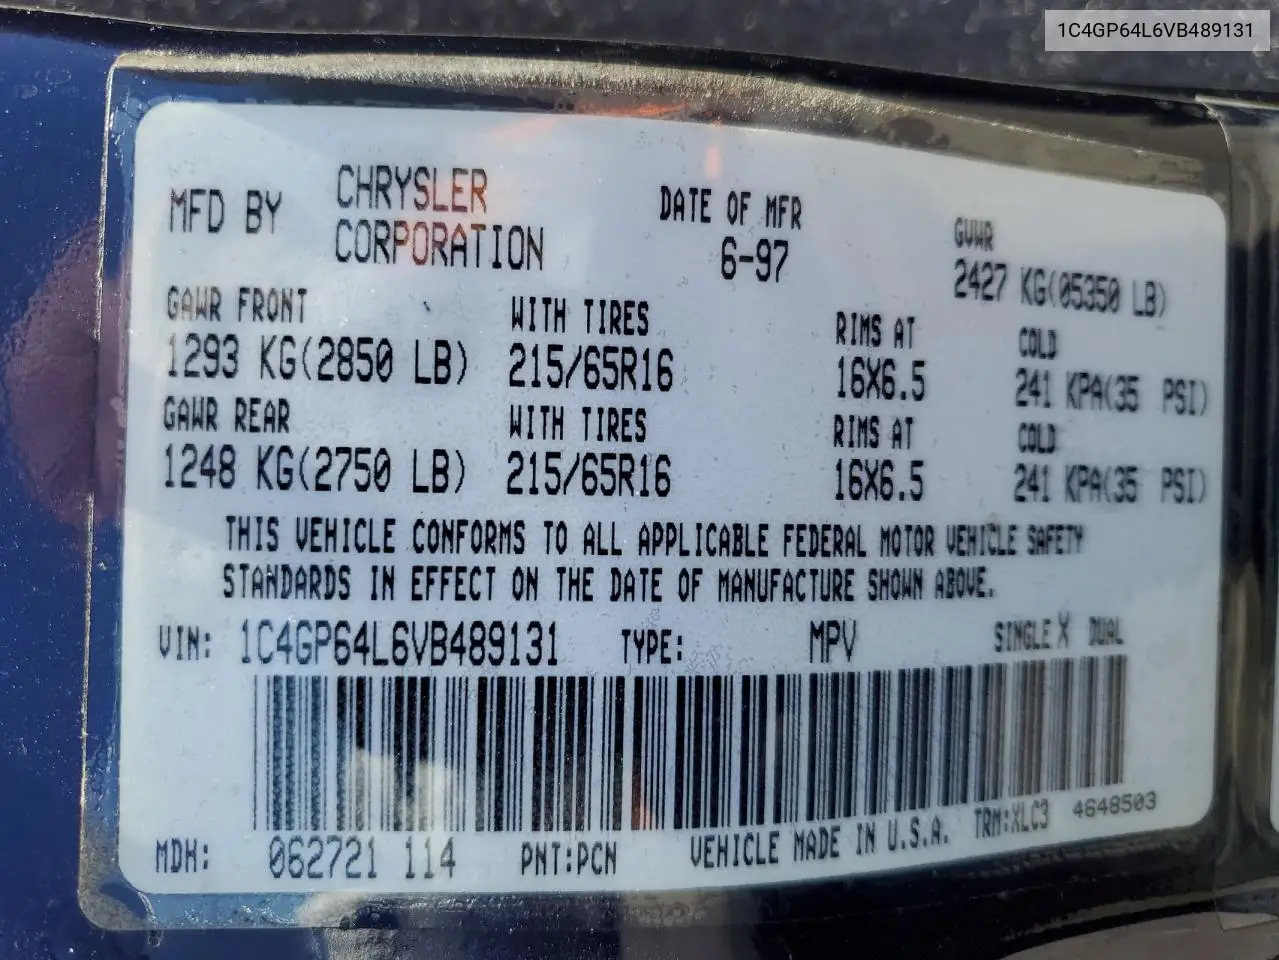 1C4GP64L6VB489131
MFD BY CHRYSLER CORPORATION DATE OF MFR 6-97 GVWR 2427 KG(05350 LB)
GAWR FRONT WITH TIRES RIMS AT COLD
1293 KG(2850 LB) 215/65R16 16X6.5 241 KPA(35 PSI)
GAWR REAR WITH TIRES RIMS AT COLD
1248 KG(2750 LB) 215/65R16 16X6.5 241 KPA(35 PSI)
THIS VEHICLE CONFORMS TO ALL APPLICABLE FEDERAL MOTOR VEHICLE SAFETY
STANDARDS IN EFFECT ON THE DATE OF MANUFACTURE SHOWN ABOVE.
VIN: 1C4GP64L6VB489131 TYPE: MPV SINGLE X DUAL
MDH: 062721 114 PNT:PCN VEHICLE MADE IN U.S.A. TRM:XLC3 4648503